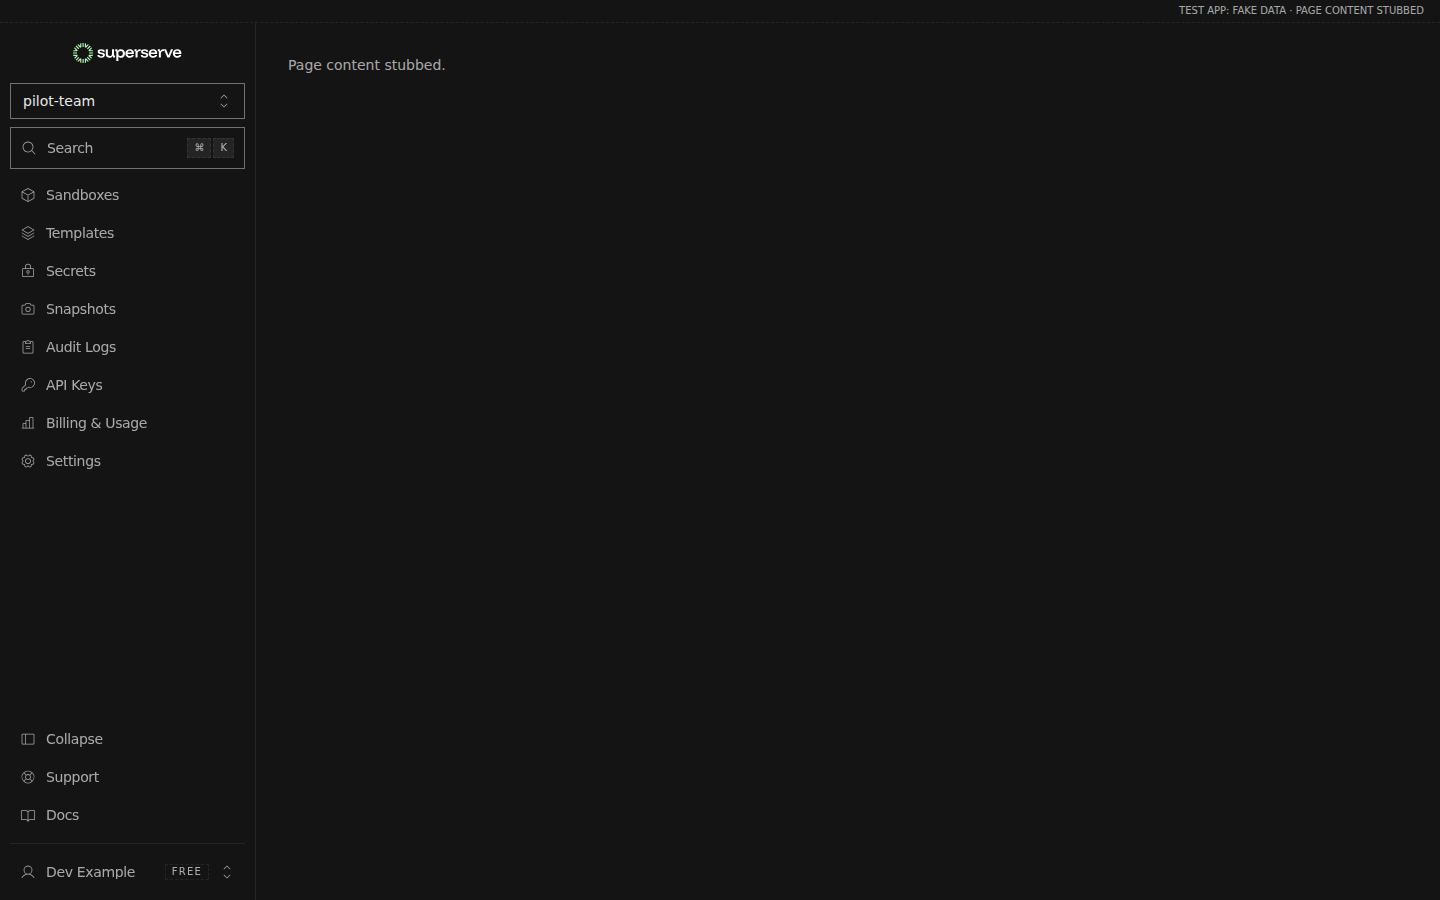 TEST APP: FAKE DATA · PAGE CONTENT STUBBED
superserve
pilot-team
Search ⌘ K
Sandboxes
Templates
Secrets
Snapshots
Audit Logs
API Keys
Billing & Usage
Settings
Collapse
Support
Docs
Dev Example FREE
Page content stubbed.